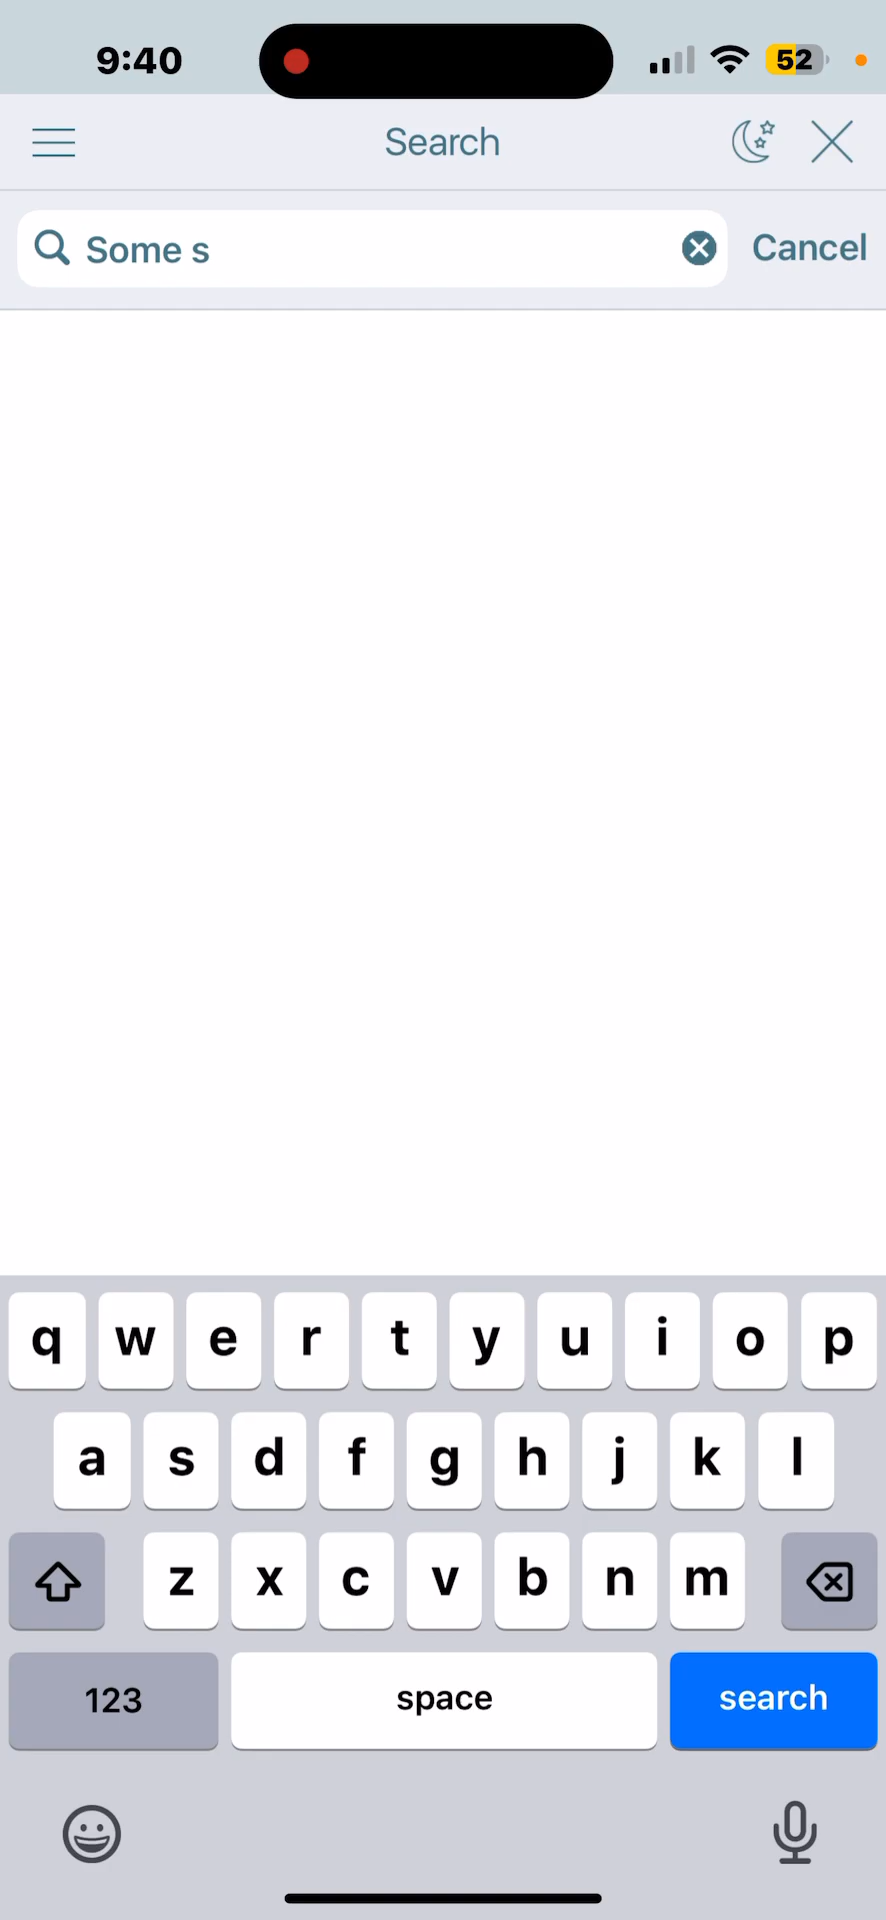 9:40
52
Search
Some s
Cancel
q w e r t y u i o p
a s d f g h j k l
z x c v b n m
123 space search